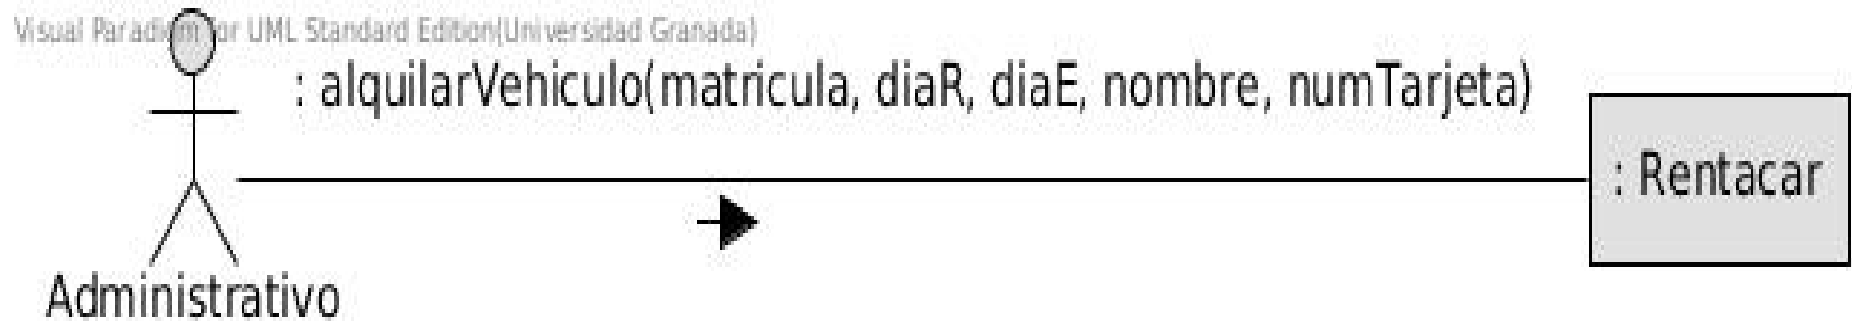 Visual Paradigm for UML Standard Edition(Universidad Granada)
: alquilarVehiculo(matricula, diaR, diaE, nombre, numTarjeta)
: Rentacar
Administrativo